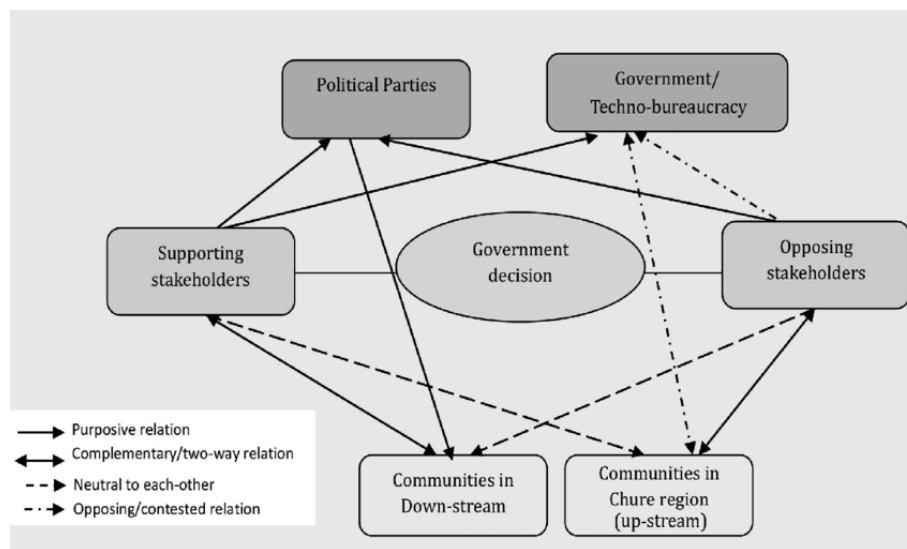 Political Parties
Government/
Techno-bureaucracy
Supporting
stakeholders
Government
decision
Opposing
stakeholders
Purposive relation
Complementary/two-way relation
Neutral to each-other
Opposing/contested relation
Communities in
Down-stream
Communities in
Chure region
(up-stream)